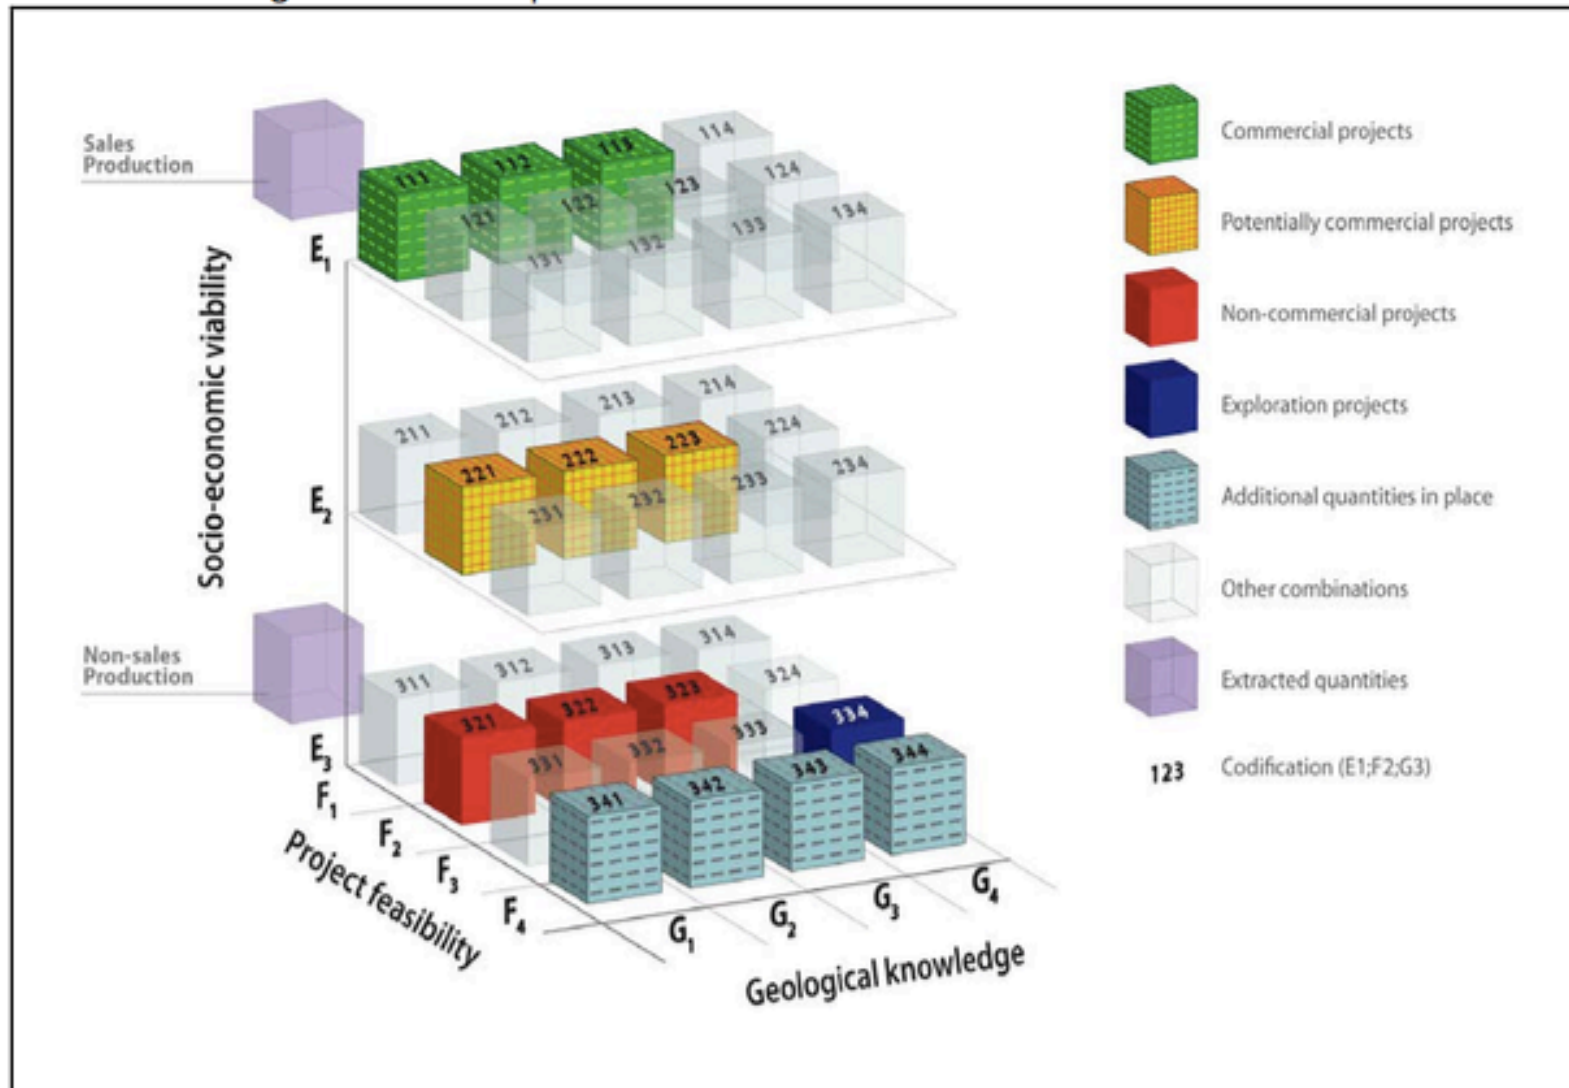 Sales
Production
114
113
112
111
124
123
122
121
134
133
132
131
E1
Socio-economic viability
214
213
212
211
224
223
222
221
234
233
232
231
E2
Non-sales
Production
314
313
312
311
324
323
322
321
334
333
332
331
344
343
342
341
E3
F1
F2
F3
F4
Project feasibility
G1
G2
G3
G4
Geological knowledge
Commercial projects
Potentially commercial projects
Non-commercial projects
Exploration projects
Additional quantities in place
Other combinations
Extracted quantities
123 Codification (E1;F2;G3)